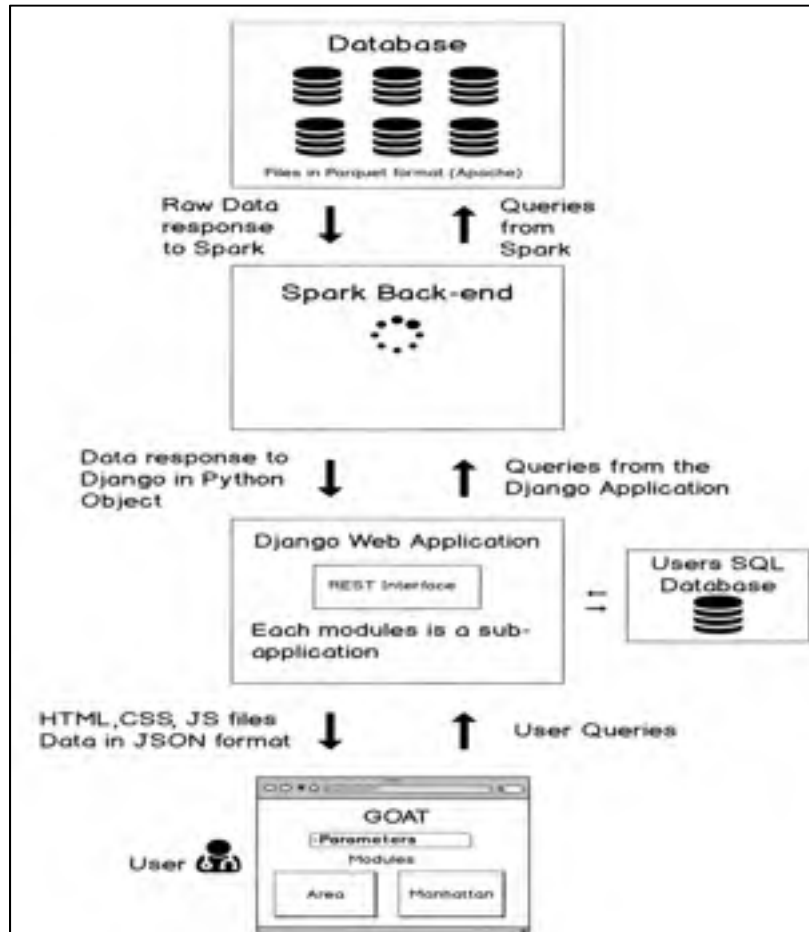 Database
Files in Parquet format (Apache)
Raw Data
response
to Spark
Queries
from
Spark
Spark Back-end
Data response to
Django in Python
Object
Queries from the
Django Application
Django Web Application
REST Interface
Each modules is a sub-
application
Users SQL
Database
HTML,CSS, JS files
Data in JSON format
User Queries
GOAT
Parameters
Modules
User
Area
Manhattan